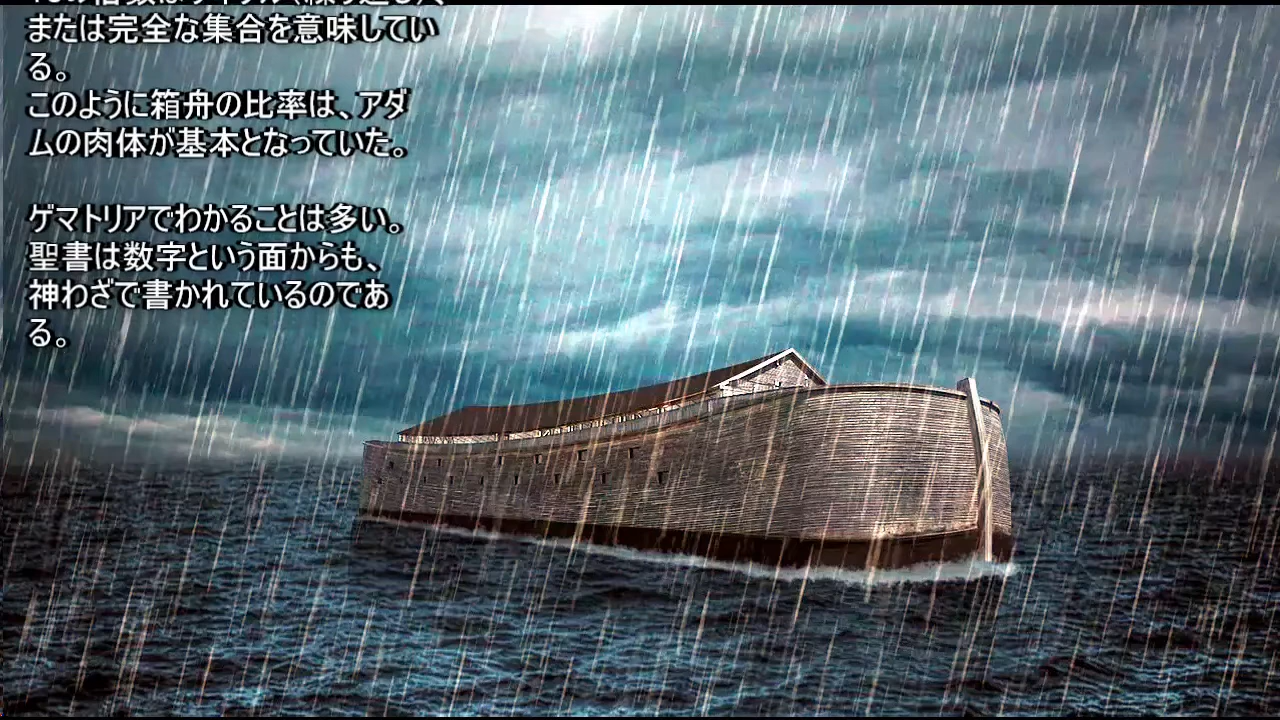 または完全な集合を意味してい
る。
このように箱舟の比率は、アダ
ムの肉体が基本となっていた。
ゲマトリアでわかることは多い。
聖書は数字という面からも、
神わざで書かれているのであ
る。